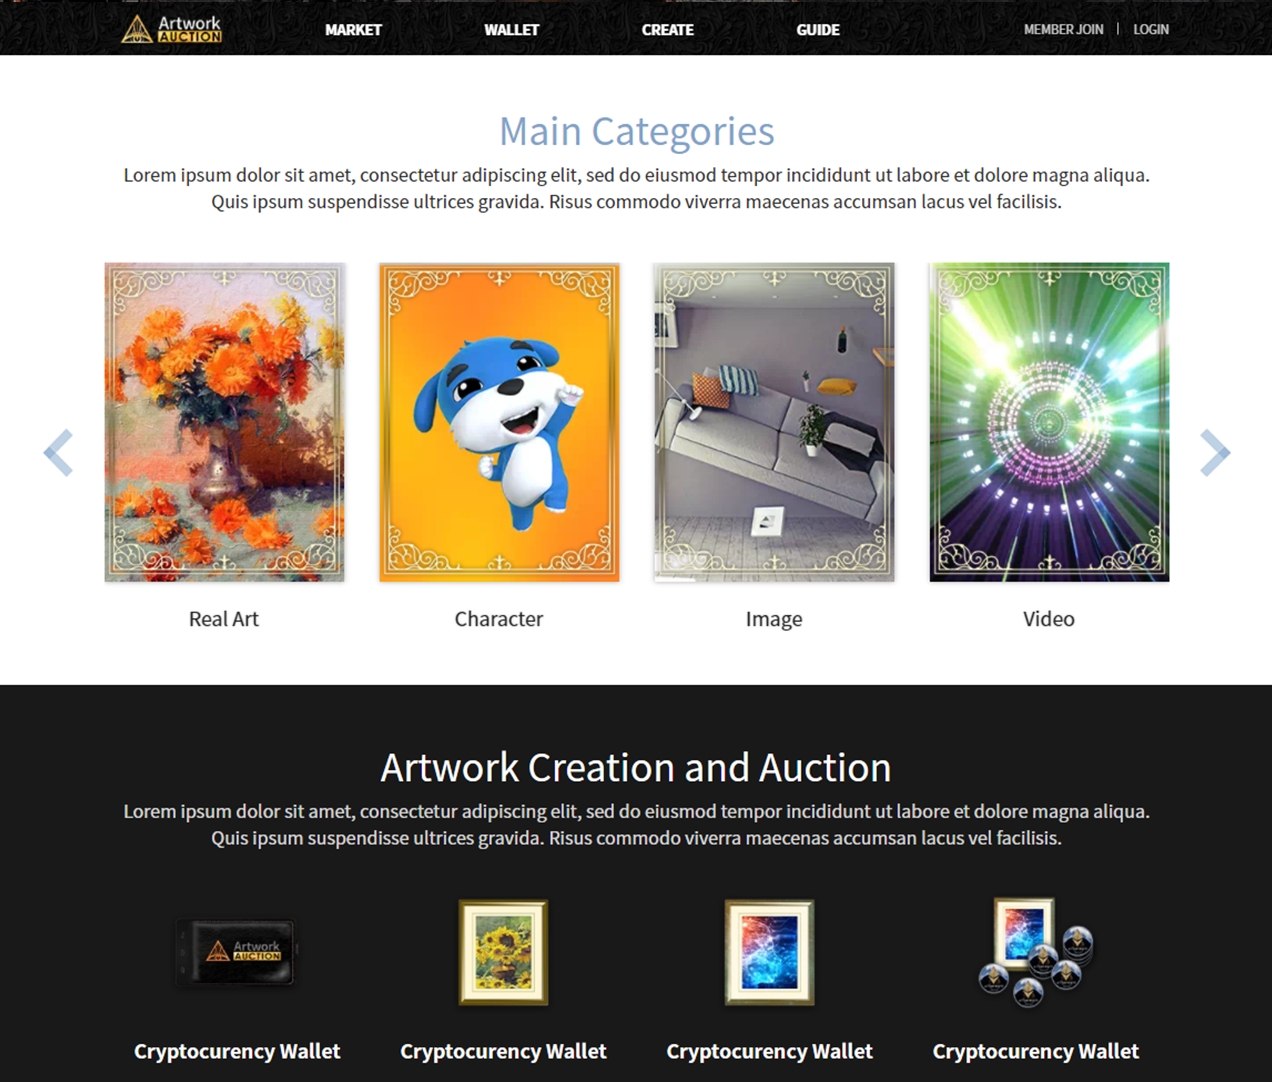 Artwork
AUCTION
MARKET
WALLET
CREATE
GUIDE
MEMBER JOIN | LOGIN
Main Categories
Lorem ipsum dolor sit amet, consectetur adipiscing elit, sed do eiusmod tempor incididunt ut labore et dolore magna aliqua.
Quis ipsum suspendisse ultrices gravida. Risus commodo viverra maecenas accumsan lacus vel facilisis.
Real Art
Character
Image
Video
Artwork Creation and Auction
Lorem ipsum dolor sit amet, consectetur adipiscing elit, sed do eiusmod tempor incididunt ut labore et dolore magna aliqua.
Quis ipsum suspendisse ultrices gravida. Risus commodo viverra maecenas accumsan lacus vel facilisis.
Artwork
AUCTION
Cryptocurency Wallet
Cryptocurency Wallet
Cryptocurency Wallet
Cryptocurency Wallet